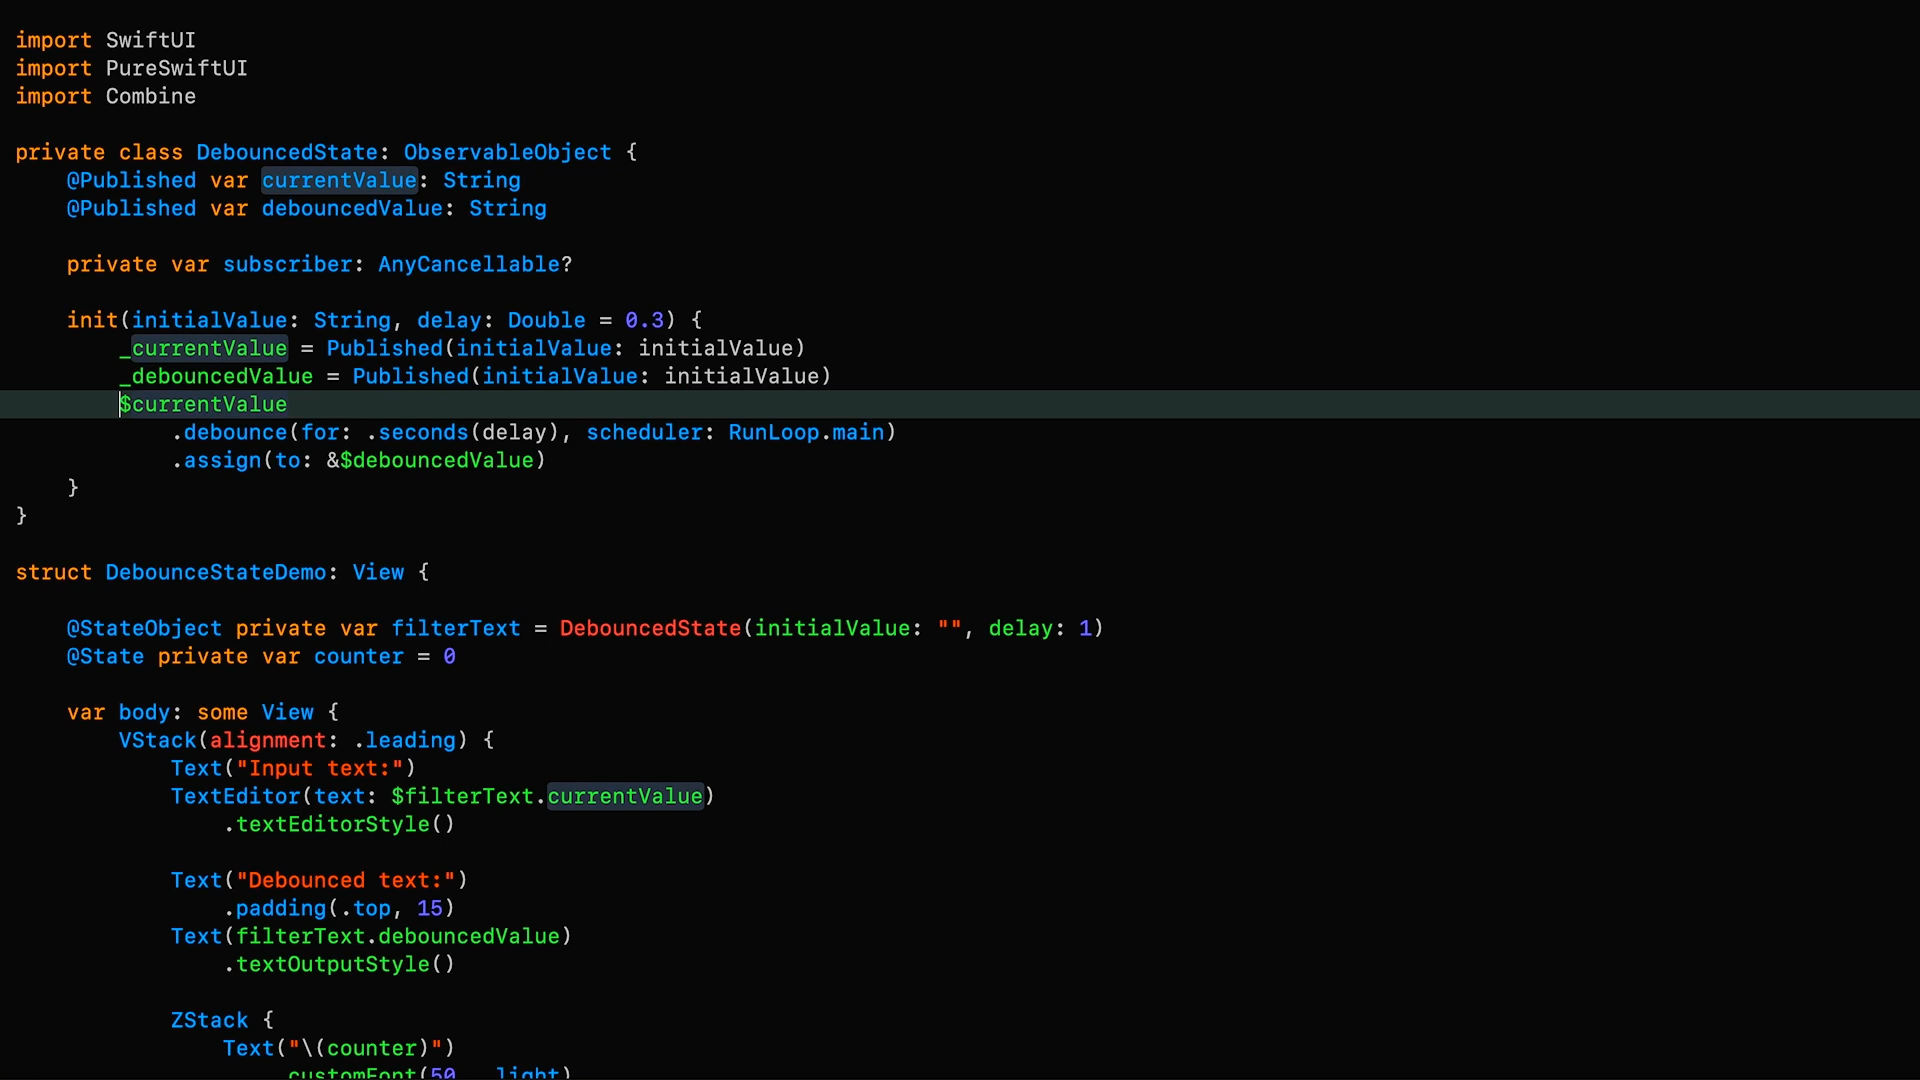 import SwiftUI
import PureSwiftUI
import Combine
private class DebouncedState: ObservableObject {
@Published var currentValue: String
@Published var debouncedValue: String
private var subscriber: AnyCancellable?
init(initialValue: String, delay: Double = 0.3) {
_currentValue = Published(initialValue: initialValue)
_debouncedValue = Published(initialValue: initialValue)
$currentValue
.debounce(for: .seconds(delay), scheduler: RunLoop.main)
.assign(to: &$debouncedValue)
}
}
struct DebounceStateDemo: View {
@StateObject private var filterText = DebouncedState(initialValue: "", delay: 1)
@State private var counter = 0
var body: some View {
VStack(alignment: .leading) {
Text("Input text:")
TextEditor(text: $filterText.currentValue)
.textEditorStyle()
Text("Debounced text:")
.padding(.top, 15)
Text(filterText.debouncedValue)
.textOutputStyle()
ZStack {
Text("\(counter)")
.customFont(50, .light)